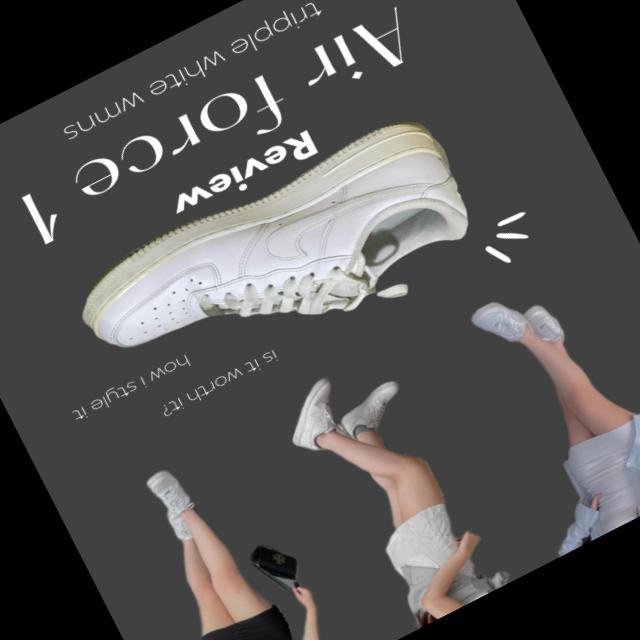 is it worth it?
how i style it
Review
Air force 1
tripple white wmns